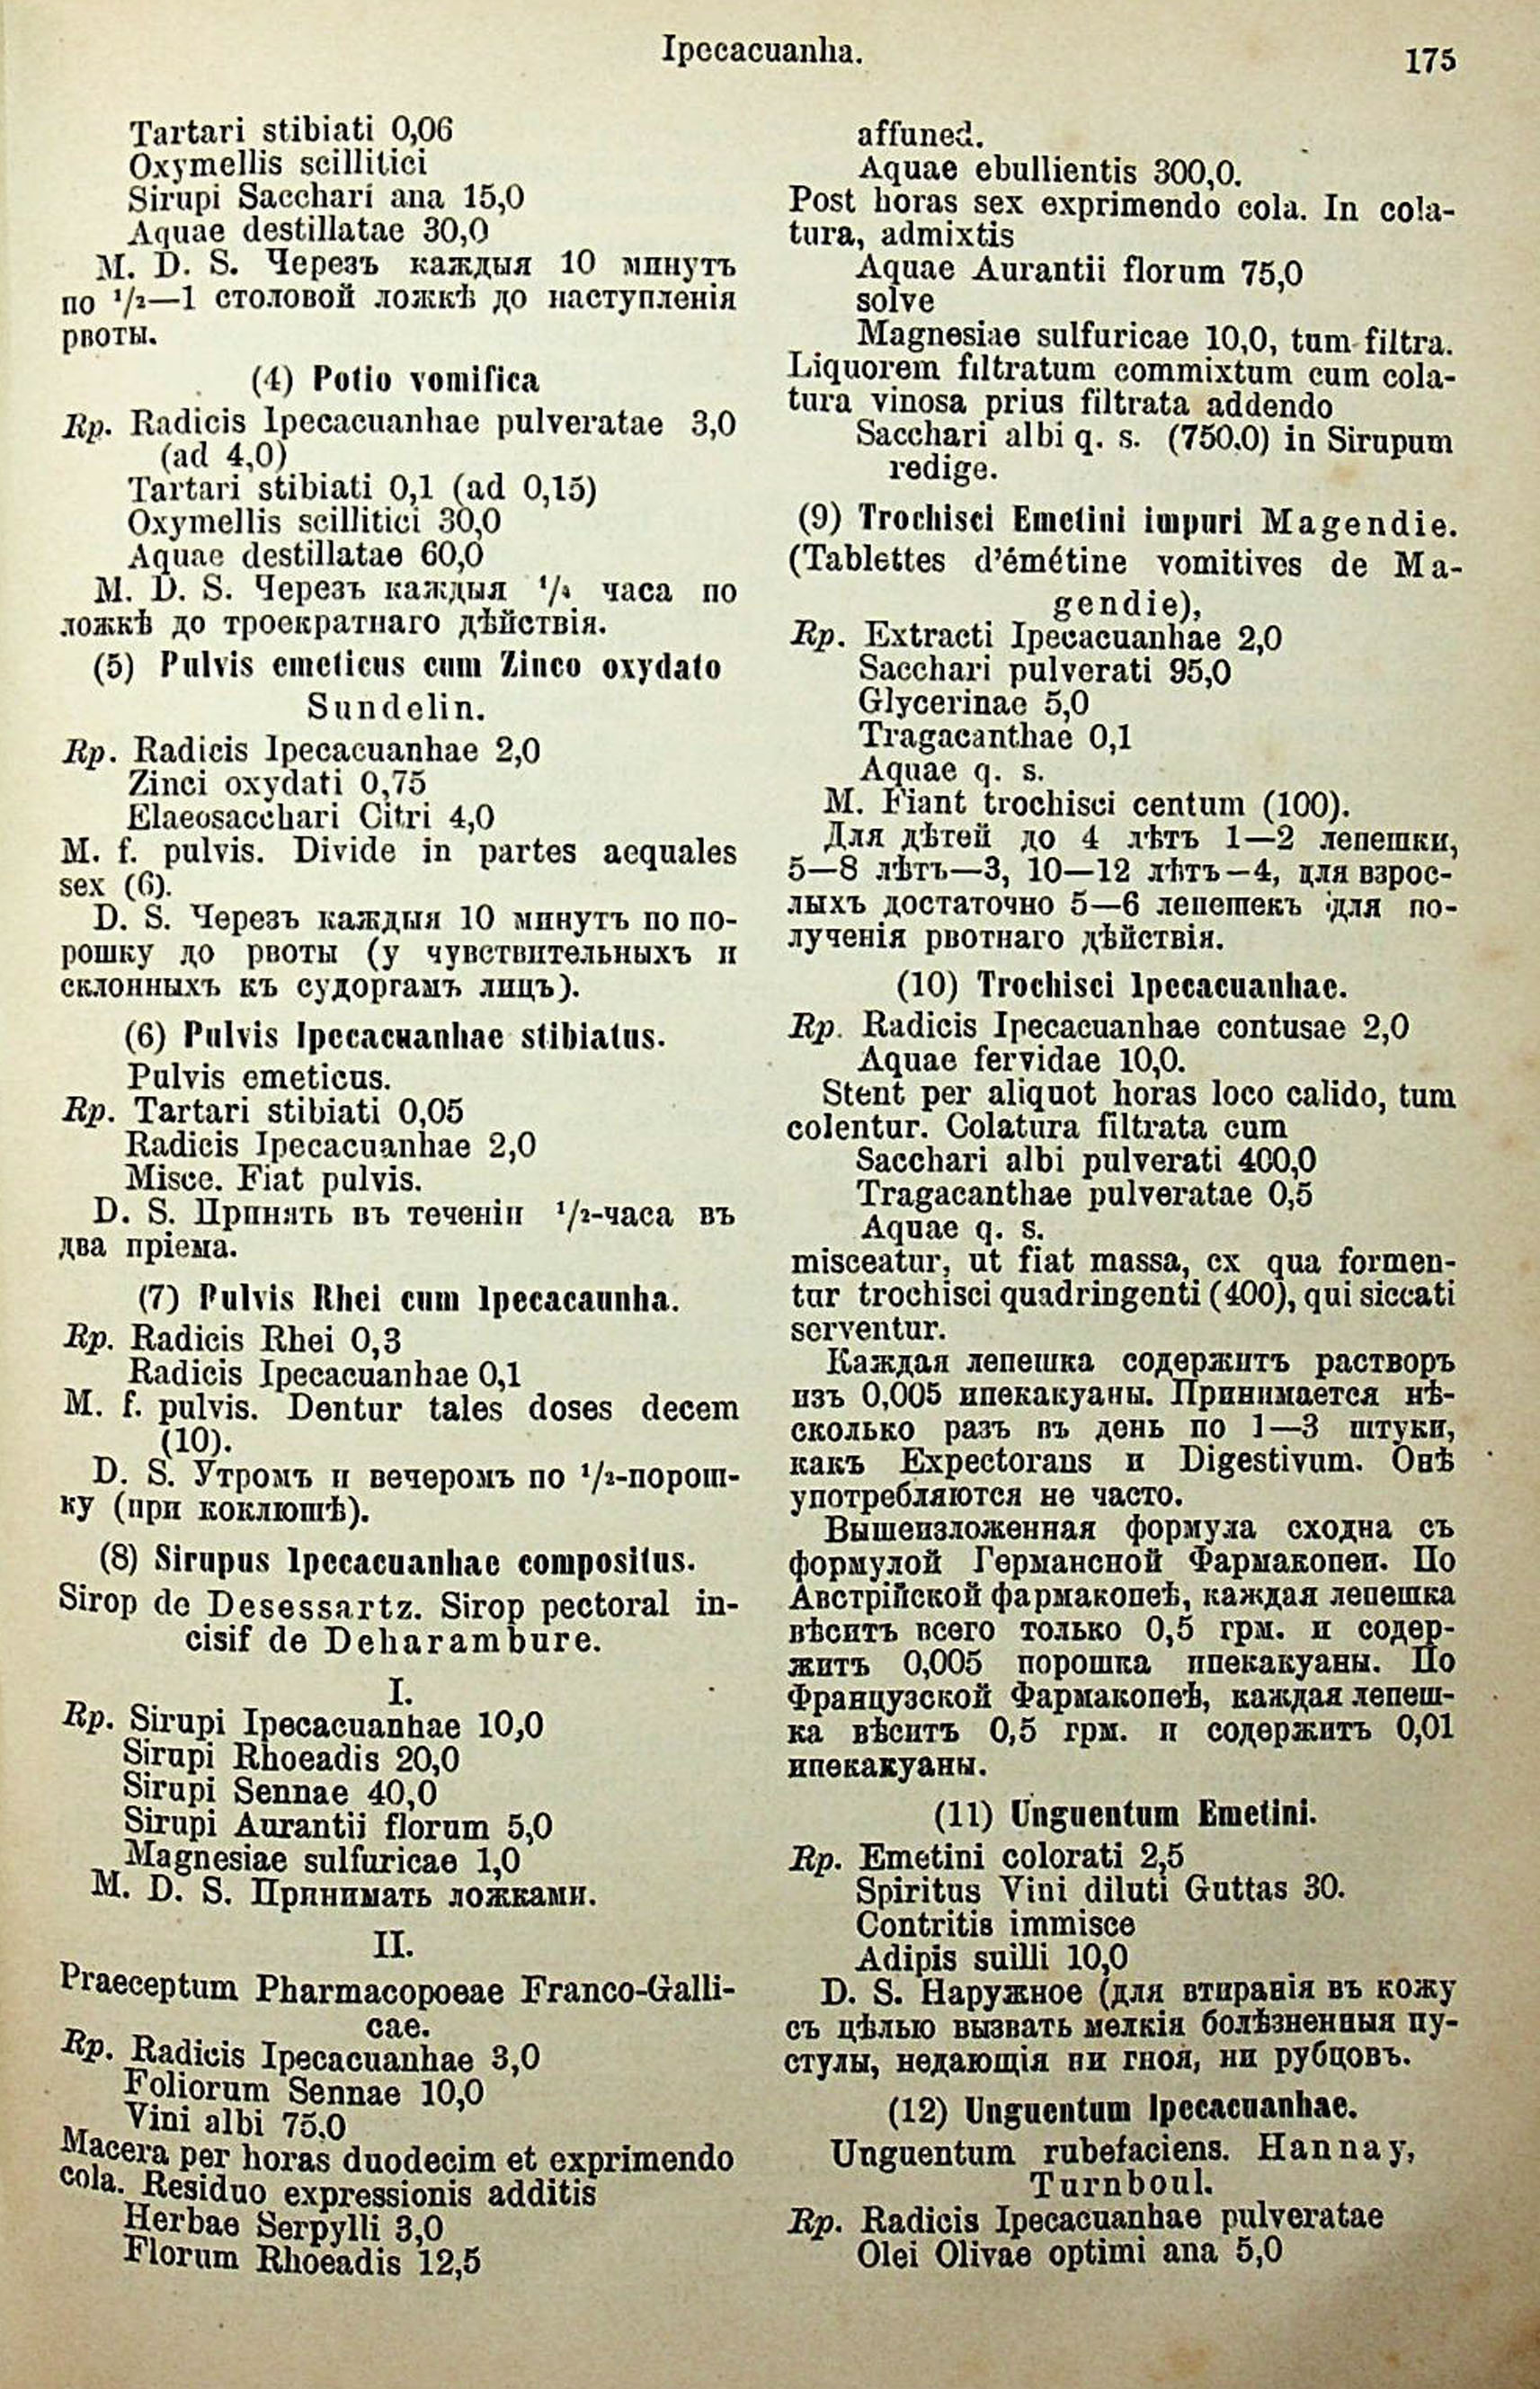 Ipecacuanha.
175
Tartari stibiati 0,06
Oxymellis scillitici
Sirupi Sacchari ana 15,0
Aquae destillatae 30,0
M. D. S. Черезъ каждыя 10 минутъ
по 1/2—1 столовой ложкѣ до наступленія
рвоты.
(4) Potio vomifica
Rp. Radicis Ipecacuanhae pulveratae 3,0
(ad 4,0)
Tartari stibiati 0,1 (ad 0,15)
Oxymellis scillitici 30,0
Aquae destillatae 60,0
M. D. S. Черезъ каждыя 1/4 часа по
ложкѣ до троекратнаго дѣйствія.
(5) Pulvis emeticus cum Zinco oxydato
Sundelin.
Rp. Radicis Ipecacuanhae 2,0
Zinci oxydati 0,75
Elaeosacchari Citri 4,0
M. f. pulvis. Divide in partes aequales
sex (6).
D. S. Черезъ каждыя 10 минутъ по по-
рошку до рвоты (у чувствительныхъ и
склонныхъ къ судоргамъ лицъ).
(6) Pulvis Ipecacuanhae stibiatus.
Pulvis emeticus.
Rp. Tartari stibiati 0,05
Radicis Ipecacuanhae 2,0
Misce. Fiat pulvis.
D. S. Принять въ теченіи 1/2-часа въ
два пріема.
(7) Pulvis Rhei cum Ipecacaunha.
Rp. Radicis Rhei 0,3
Radicis Ipecacuanhae 0,1
M. f. pulvis. Dentur tales doses decem
(10).
D. S. Утромъ и вечеромъ по 1/2-порош-
ку (при коклюшѣ).
(8) Sirupus Ipecacuanhae compositus.
Sirop de Desessartz. Sirop pectoral in-
cisif de Deharambure.
I.
Rp. Sirupi Ipecacuanhae 10,0
Sirupi Rhoeadis 20,0
Sirupi Sennae 40,0
Sirupi Aurantii florum 5,0
Magnesiae sulfuricae 1,0
M. D. S. Принимать ложками.
II.
Praeceptum Pharmacopoeae Franco-Galli-
cae.
Rp. Radicis Ipecacuanhae 3,0
Foliorum Sennae 10,0
Vini albi 75,0
Macera per horas duodecim et exprimendo
cola. Residuo expressionis additis
Herbae Serpylli 3,0
Florum Rhoeadis 12,5
affuned.
Aquae ebullientis 300,0.
Post horas sex exprimendo cola. In cola-
tura, admixtis
Aquae Aurantii florum 75,0
solve
Magnesiae sulfuricae 10,0, tum filtra.
Liquorem filtratum commixtum cum cola-
tura vinosa prius filtrata addendo
Sacchari albi q. s. (750,0) in Sirupum
redige.
(9) Trochisci Emetini impuri Magendie.
(Tablettes d'émétine vomitives de Ma-
gendie),
Rp. Extracti Ipecacuanhae 2,0
Sacchari pulverati 95,0
Glycerinae 5,0
Tragacanthae 0,1
Aquae q. s.
M. Fiant trochisci centum (100).
Для дѣтей до 4 лѣтъ 1—2 лепешки,
5—8 лѣтъ—3, 10—12 лѣтъ—4, для взрос-
лыхъ достаточно 5—6 лепешекъ для по-
лученія рвотнаго дѣйствія.
(10) Trochisci Ipecacuanhae.
Rp. Radicis Ipecacuanhae contusae 2,0
Aquae fervidae 10,0.
Stent per aliquot horas loco calido, tum
colentur. Colatura filtrata cum
Sacchari albi pulverati 400,0
Tragacanthae pulveratae 0,5
Aquae q. s.
misceatur, ut fiat massa, ex qua formen-
tur trochisci quadringenti (400), qui siccati
serventur.
Каждая лепешка содержитъ растворъ
изъ 0,005 ипекакуаны. Принимается нѣ-
сколько разъ въ день по 1—3 штуки,
какъ Expectorans и Digestivum. Онѣ
употребляются не часто.
Вышеизложенная формула сходна съ
формулой Германсной Фармакопеи. По
Австрійской фармакопеѣ, каждая лепешка
вѣситъ всего только 0,5 грм. и содер-
житъ 0,005 порошка ипекакуаны. По
Французской Фармакопеѣ, каждая лепеш-
ка вѣситъ 0,5 грм. и содержитъ 0,01
ипекакуаны.
(11) Unguentum Emetini.
Rp. Emetini colorati 2,5
Spiritus Vini diluti Guttas 30.
Contritis immisce
Adipis suilli 10,0
D. S. Наружное (для втиранія въ кожу
съ цѣлью вызвать мелкія болѣзненныя пу-
стулы, недающія ни гноя, ни рубцовъ.
(12) Unguentum Ipecacuanhae.
Unguentum rubefaciens. Hannay,
Turnboul.
Rp. Radicis Ipecacuanhae pulveratae
Olei Olivae optimi ana 5,0